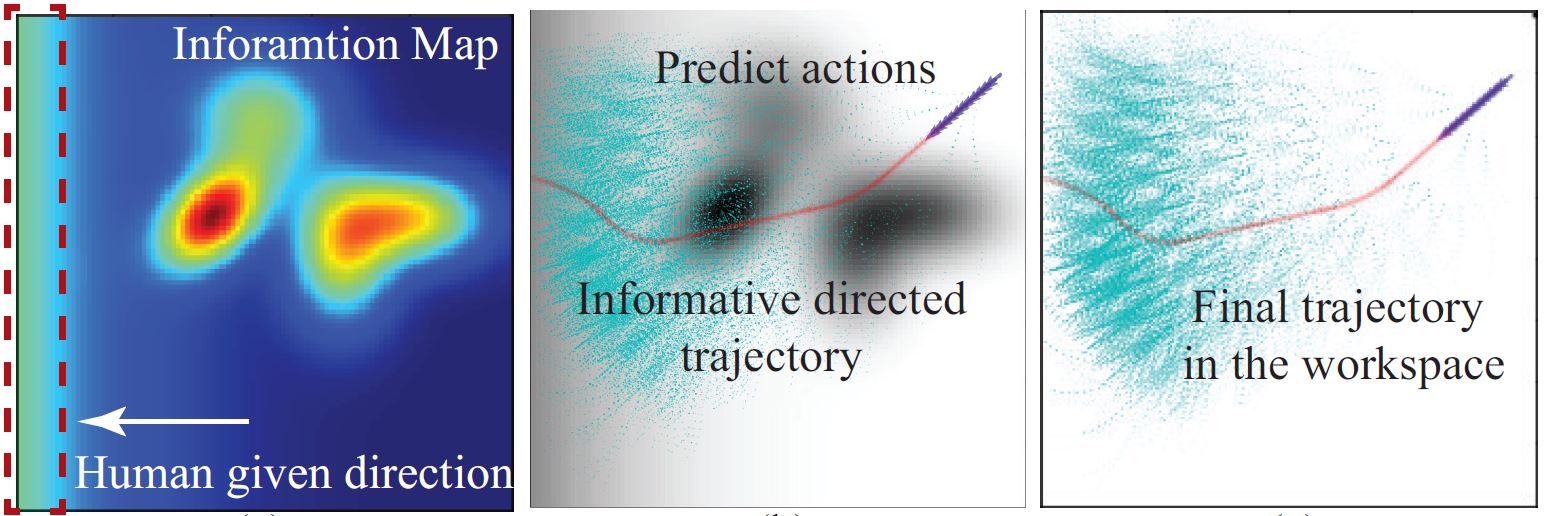 Inforamtion Map
Human given direction
Predict actions
Informative directed
trajectory
Final trajectory
in the workspace